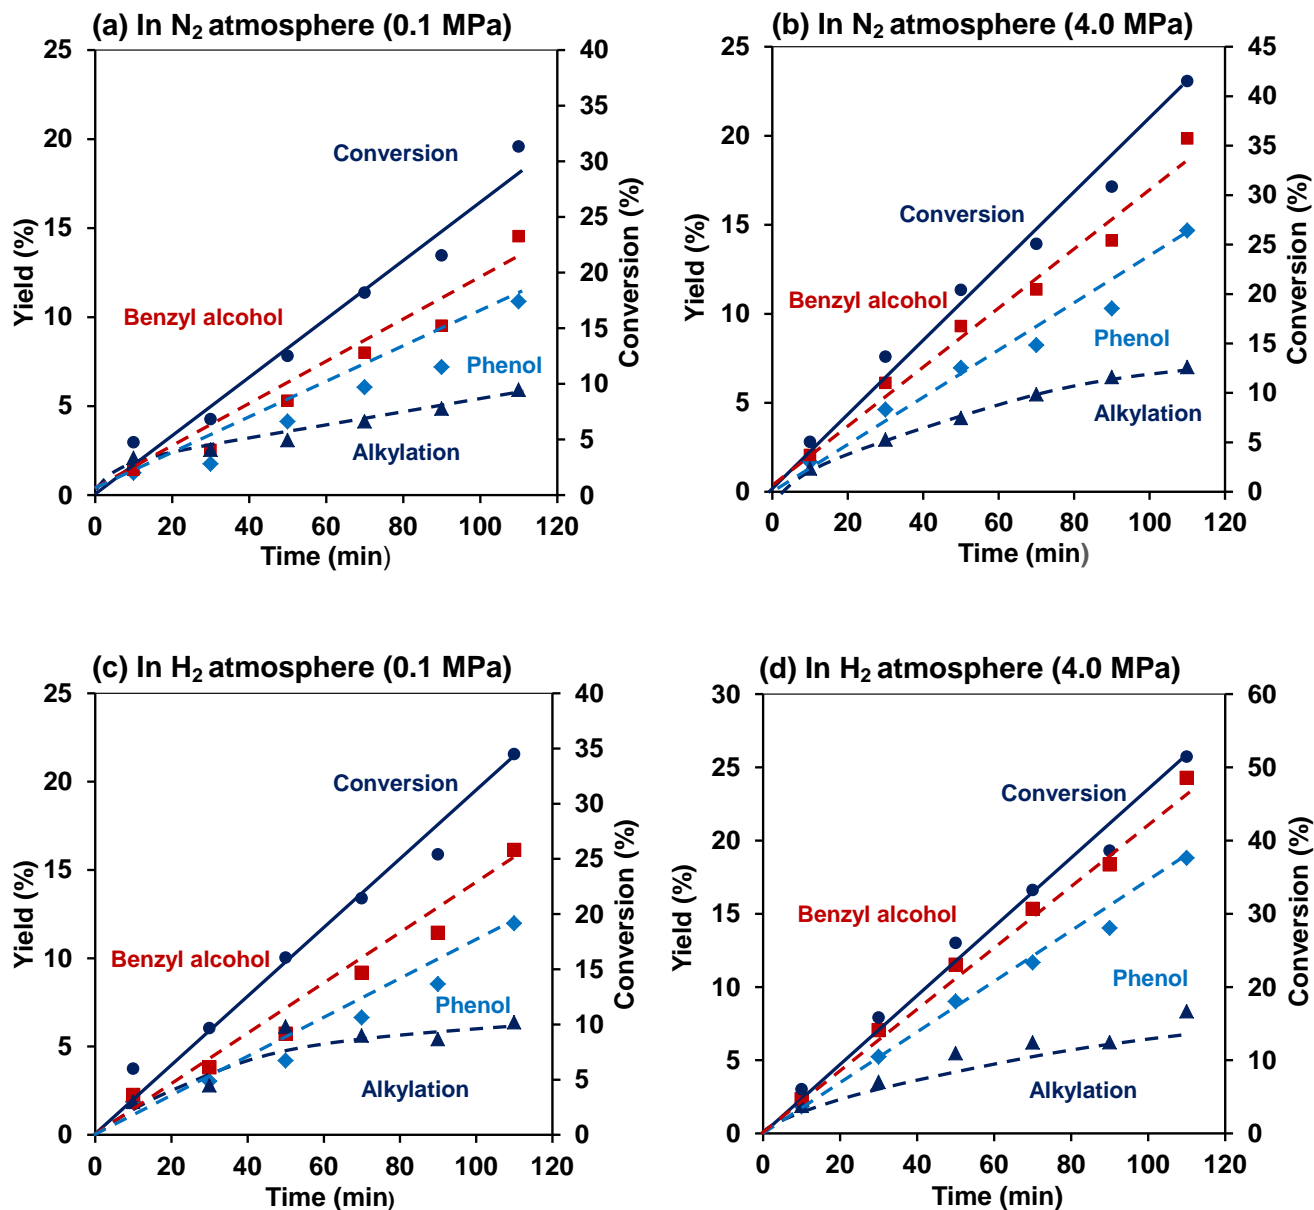 (a) In N2 atmosphere (0.1 MPa)
25
20
15
10
5
0
Yield (%)
40
35
30
25
20
15
10
5
0
Conversion (%)
Conversion
Benzyl alcohol
Phenol
Alkylation
0 20 40 60 80 100 120
Time (min)
(b) In N2 atmosphere (4.0 MPa)
25
20
15
10
5
0
Yield (%)
45
40
35
30
25
20
15
10
5
0
Conversion (%)
Conversion
Benzyl alcohol
Phenol
Alkylation
0 20 40 60 80 100 120
Time (min)
(c) In H2 atmosphere (0.1 MPa)
25
20
15
10
5
0
Yield (%)
40
35
30
25
20
15
10
5
0
Conversion (%)
Conversion
Benzyl alcohol
Phenol
Alkylation
0 20 40 60 80 100 120
Time (min)
(d) In H2 atmosphere (4.0 MPa)
30
25
20
15
10
5
0
Yield (%)
60
50
40
30
20
10
0
Conversion (%)
Conversion
Benzyl alcohol
Phenol
Alkylation
0 20 40 60 80 100 120
Time (min)